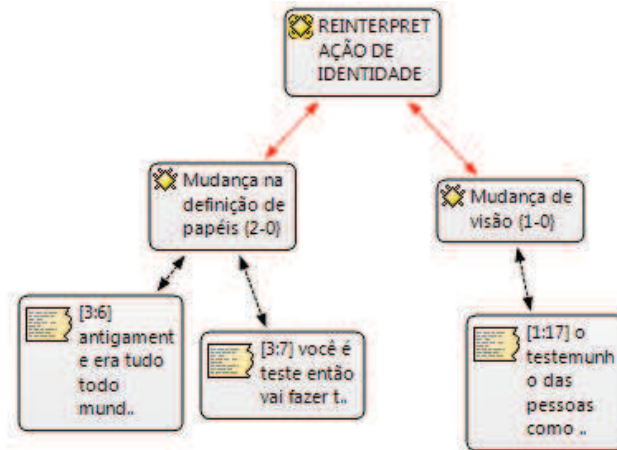 REINTERPRET
AÇÃO DE
IDENTIDADE
Mudança na
definição de
papéis {2-0}
Mudança de
visão {1-0}
[3:6]
antigament
e era tudo
todo
mund..
[3:7] você é
teste então
vai fazer t..
[1:17] o
testemunh
o das
pessoas
como ..